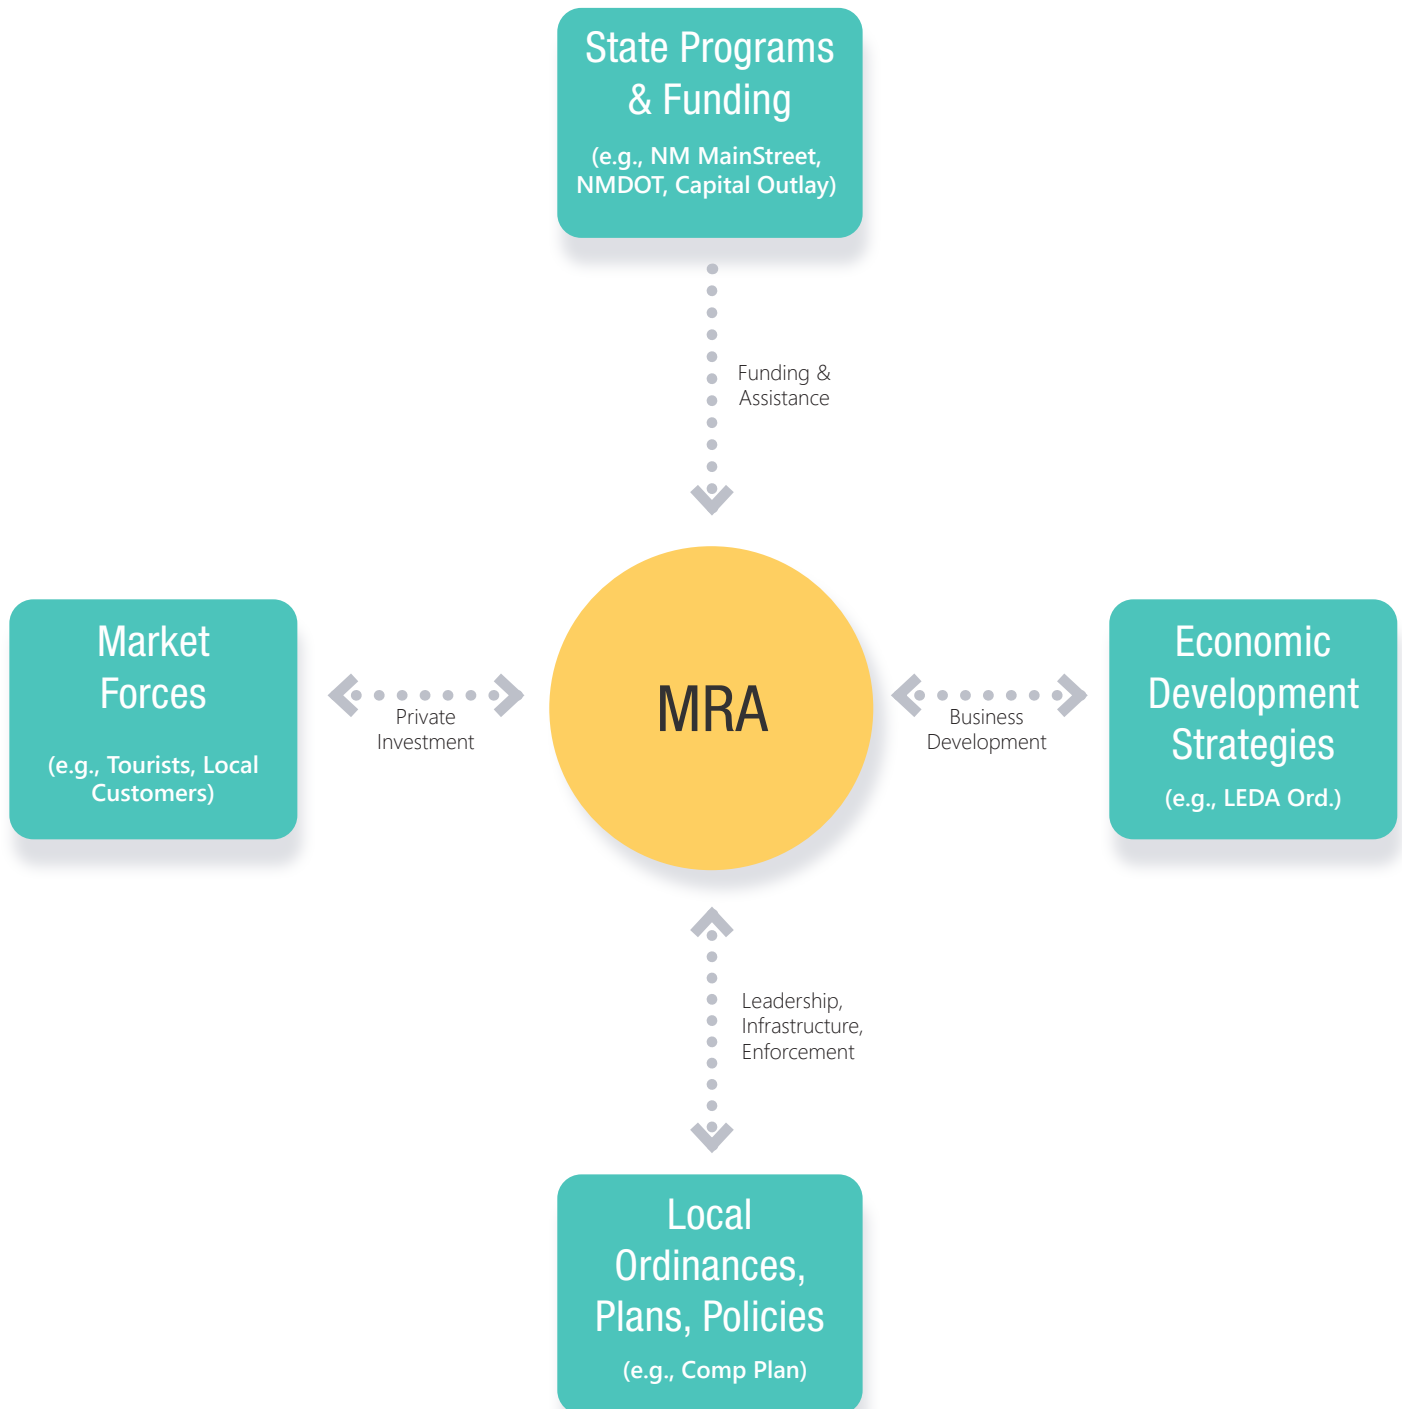 State Programs
& Funding
(e.g., NM MainStreet,
NMDOT, Capital Outlay)
Funding &
Assistance
Market
Forces
(e.g., Tourists, Local
Customers)
Private
Investment
MRA
Business
Development
Economic
Development
Strategies
(e.g., LEDA Ord.)
Leadership,
Infrastructure,
Enforcement
Local
Ordinances,
Plans, Policies
(e.g., Comp Plan)